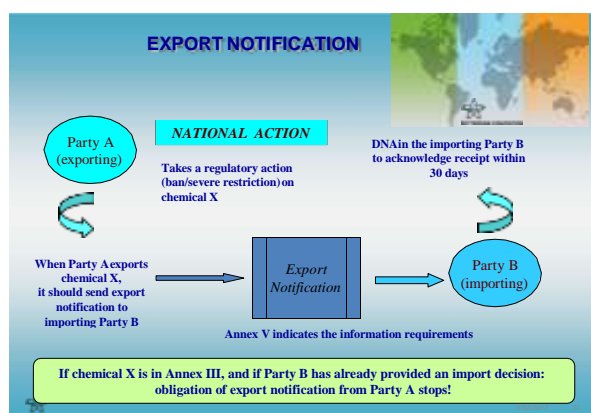 EXPORT NOTIFICATION
Party A
(exporting)
NATIONAL ACTION
Takes a regulatory action
(ban/severe restriction) on
chemical X
DNAin the importing Party B
to acknowledge receipt within
30 days
When Party Aexports
chemical X,
it should send export
notification to
importing Party B
Export
Notification
Party B
(importing)
Annex V indicates the information requirements
If chemical X is in Annex III, and if Party B has already provided an import decision:
obligation of export notification from Party A stops!